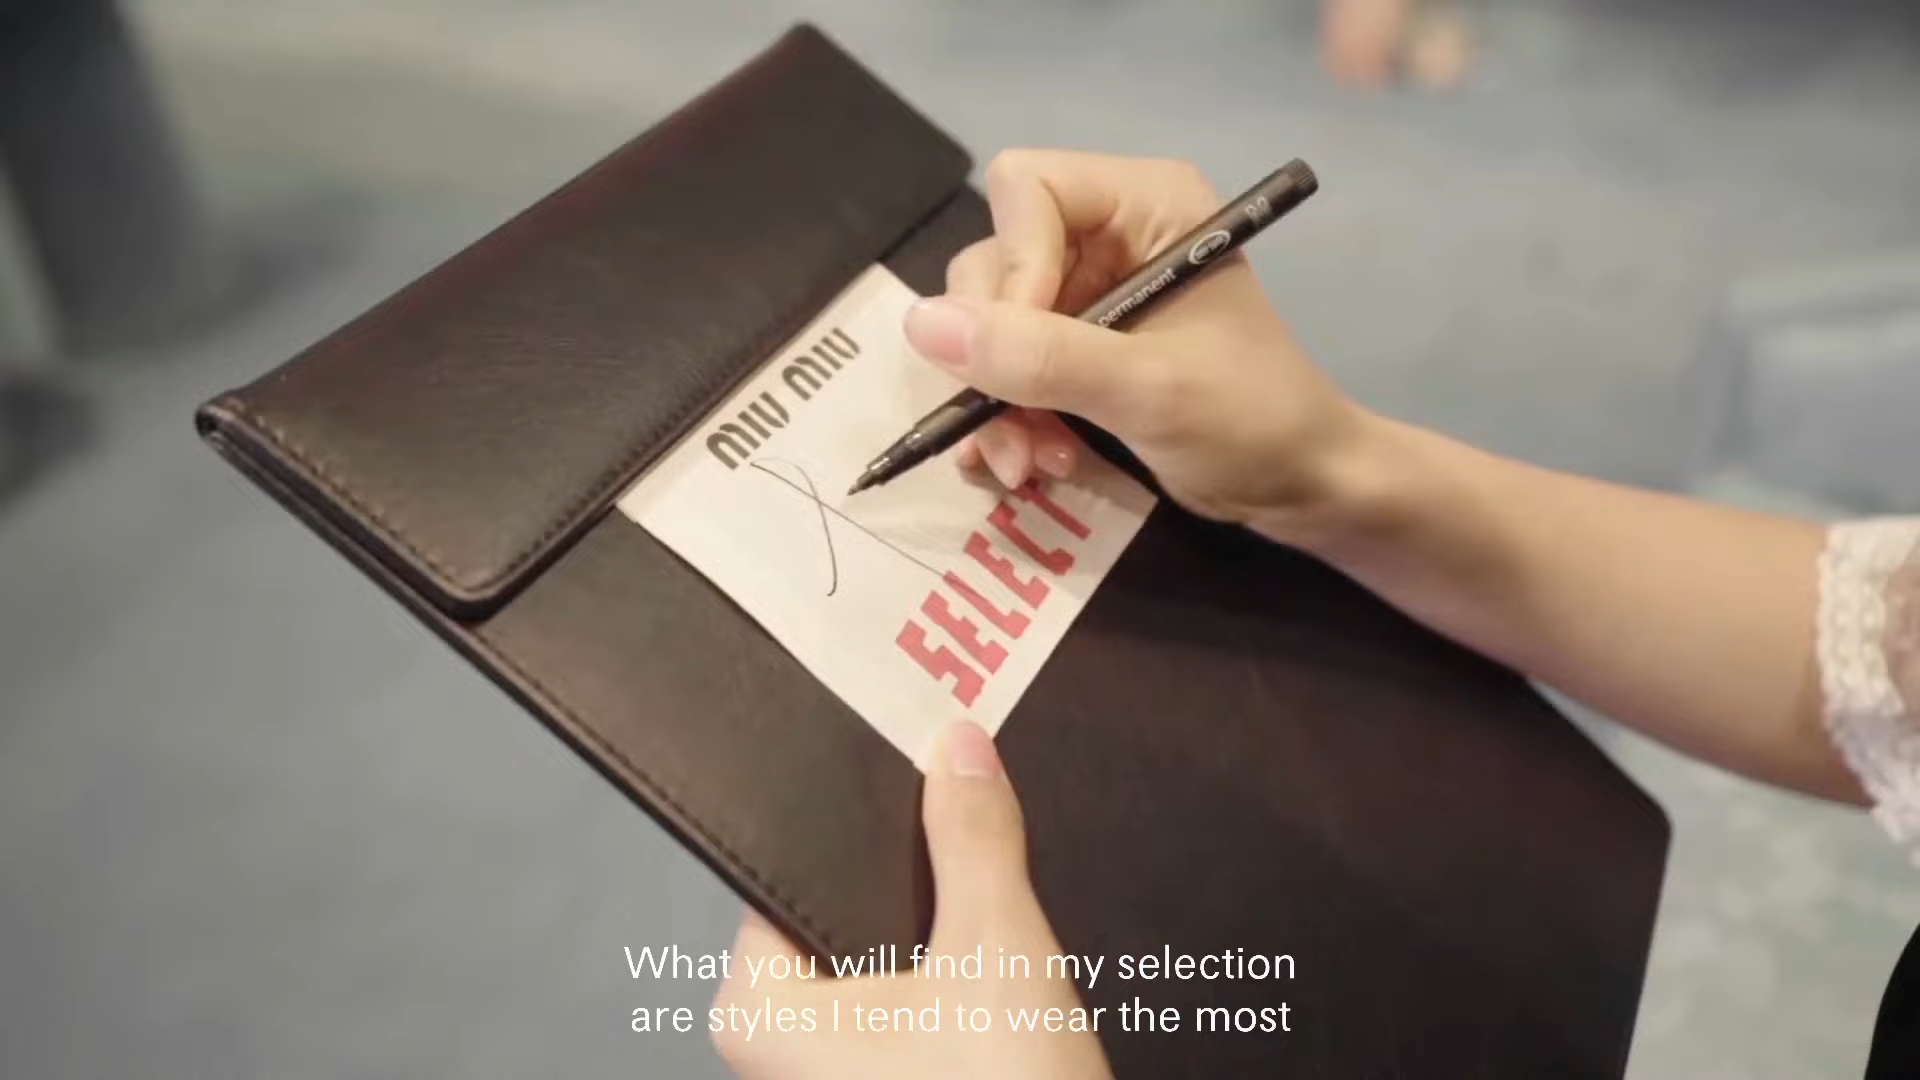 MIU MIU
SELECT
permanent
What you will find in my selection
are styles I tend to wear the most